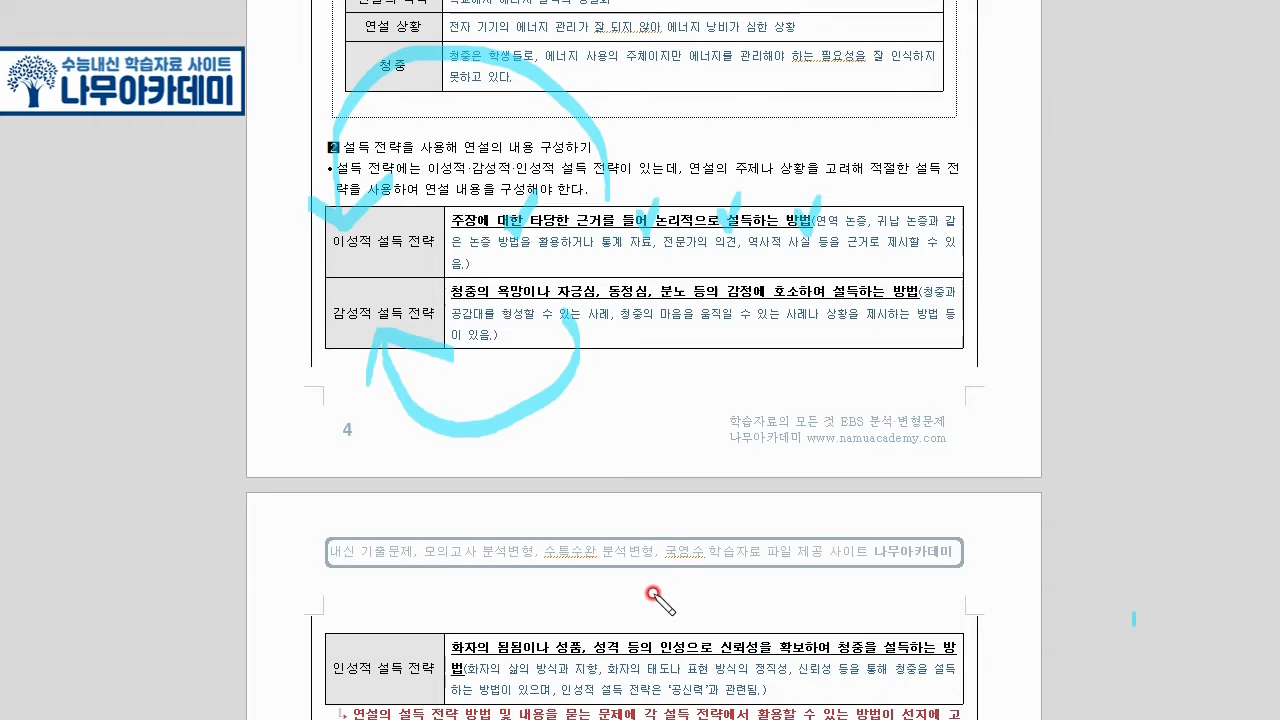 연설 상황 전자 기기의 에너지 관리가 잘 되지 않아 에너지 낭비가 심한 상황
수능내신 학습자료 사이트
나무아카데미
청중 청중은 학생들로, 에너지 사용의 주체이지만 에너지를 관리해야 하는 필요성을 잘 인식하지
못하고 있다.
2 설득 전략을 사용해 연설의 내용 구성하기
•설득 전략에는 이성적·감성적·인성적 설득 전략이 있는데, 연설의 주제나 상황을 고려해 적절한 설득 전
략을 사용하여 연설 내용을 구성해야 한다.
이성적 설득 전략 주장에 대한 타당한 근거를 들어 논리적으로 설득하는 방법(연역 논증, 귀납 논증과 같
은 논증 방법을 활용하거나 통계 자료, 전문가의 의견, 역사적 사실 등을 근거로 제시할 수 있
음.)
감성적 설득 전략 청중의 욕망이나 자긍심, 동정심, 분노 등의 감정에 호소하여 설득하는 방법(청중과
공감대를 형성할 수 있는 사례, 청중의 마음을 움직일 수 있는 사례나 상황을 제시하는 방법 등
이 있음.)
4
학습자료의 모든 것 EBS 분석 변형문제
나무아카데미 www.namuacademy.com
내신 기출문제, 모의고사 분석변형, 수특수완 분석변형, 국영수 학습자료 파일 제공 사이트 나무아카데미
인성적 설득 전략 화자의 됨됨이나 성품, 성격 등의 인성으로 신뢰성을 확보하여 청중을 설득하는 방
법(화자의 삶의 방식과 지향, 화자의 태도나 표현 방식의 정직성, 신뢰성 등을 통해 청중을 설득
하는 방법이 있으며, 인성적 설득 전략은 '공신력'과 관련됨.)
↳ 연설의 설득 전략 방법 및 내용을 묻는 문제에 각 설득 전략에서 활용할 수 있는 방법이 선지에 고